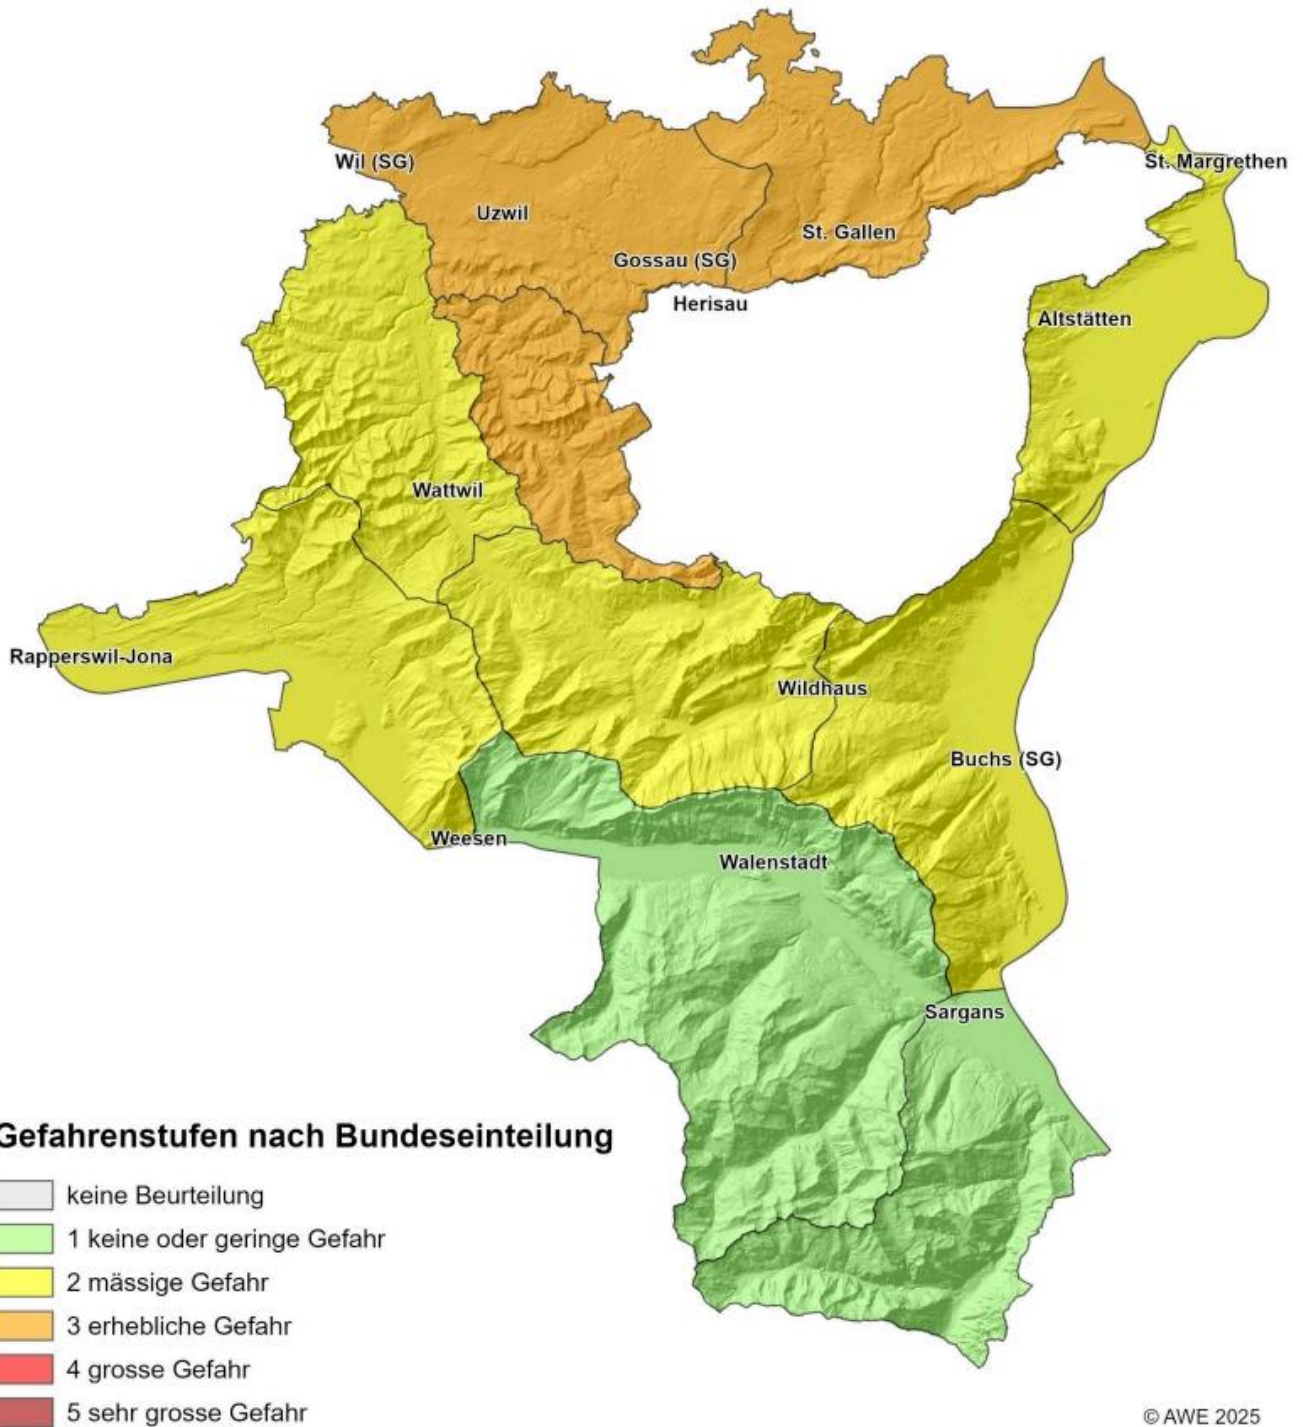 Wil (SG)
St. Margrethen
Uzwil
St. Gallen
Gossau (SG)
Herisau
Altstätten
Wattwil
Rapperswil-Jona
Wildhaus
Buchs (SG)
Weesen
Walenstadt
Sargans
Gefahrenstufen nach Bundeseinteilung
keine Beurteilung
1 keine oder geringe Gefahr
2 mässige Gefahr
3 erhebliche Gefahr
4 grosse Gefahr
5 sehr grosse Gefahr
© AWE 2025